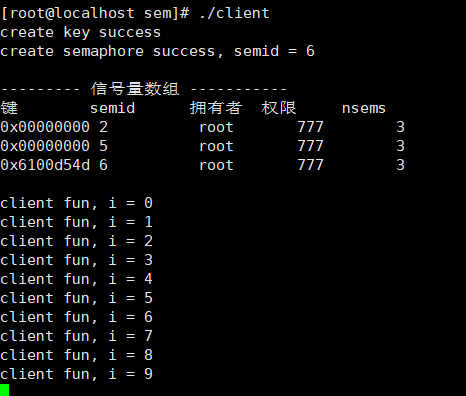 [root@localhost sem]# ./client
create key success
create semaphore success, semid = 6
--------- 信号量数组 -----------
键 semid 拥有者 权限 nsems
0x00000000 2 root 777 3
0x00000000 5 root 777 3
0x6100d54d 6 root 777 3
client fun, i = 0
client fun, i = 1
client fun, i = 2
client fun, i = 3
client fun, i = 4
client fun, i = 5
client fun, i = 6
client fun, i = 7
client fun, i = 8
client fun, i = 9